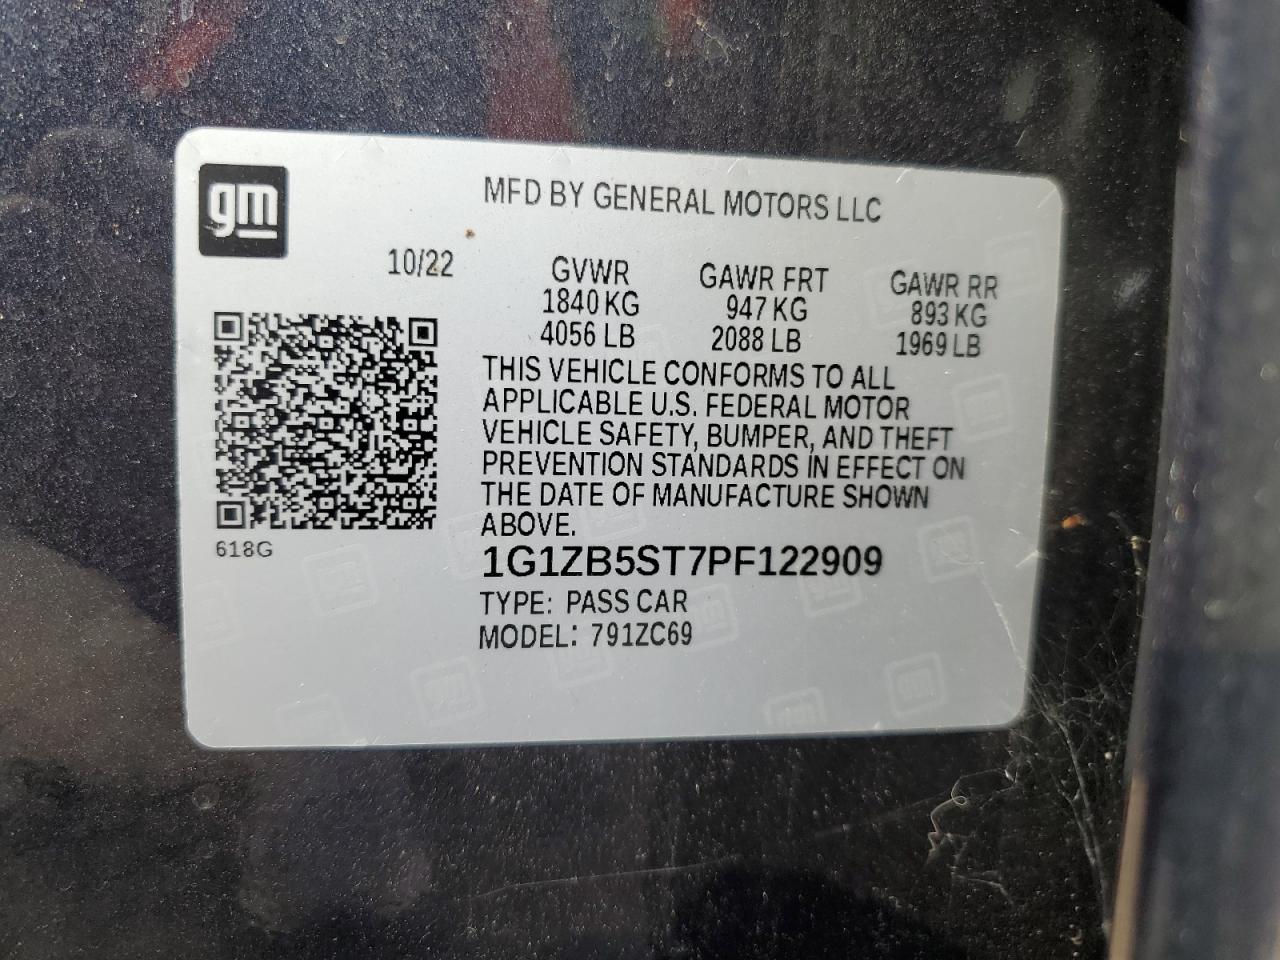 gm
MFD BY GENERAL MOTORS LLC
10/22
GVWR GAWR FRT GAWR RR
1840 KG 947 KG 893 KG
4056 LB 2088 LB 1969 LB
THIS VEHICLE CONFORMS TO ALL
APPLICABLE U.S. FEDERAL MOTOR
VEHICLE SAFETY, BUMPER, AND THEFT
PREVENTION STANDARDS IN EFFECT ON
THE DATE OF MANUFACTURE SHOWN
ABOVE.
618G
1G1ZB5ST7PF122909
TYPE: PASS CAR
MODEL: 791ZC69